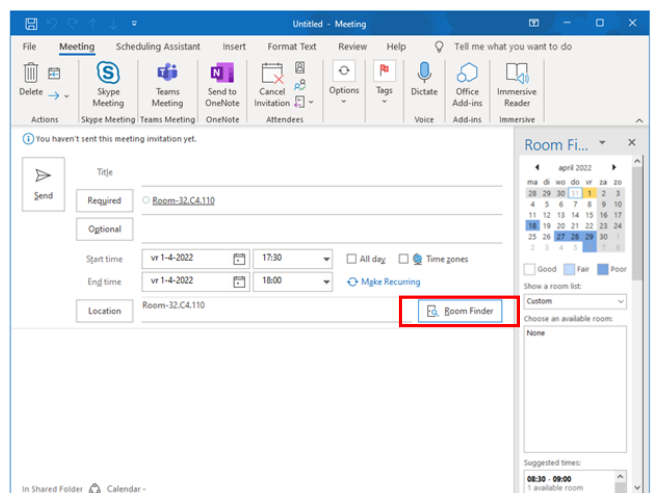 Untitled - Meeting
File Meeting Scheduling Assistant Insert Format Text Review Help Tell me what you want to do
Delete
Skype Meeting
Teams Meeting
Send to OneNote
Cancel Invitation
Options
Tags
Dictate
Office Add-ins
Immersive Reader
Actions Skype Meeting Teams Meeting OneNote Attendees Voice Add-ins Immersive
You haven't sent this meeting invitation yet.
Send
Title
Required Room-32.C4.110
Optional
Start time vr 1-4-2022 17:30 All day Time zones
End time vr 1-4-2022 18:00 Make Recurring
Location Room-32.C4.110 Room Finder
In Shared Folder Calendar -
Room Fi...
april 2022
ma di wo do vr za zo
28 29 30 31 1 2 3
4 5 6 7 8 9 10
11 12 13 14 15 16 17
18 19 20 21 22 23 24
25 26 27 28 29 30 1
2 3 4 5 7 8
Good Fair Poor
Show a room list:
Custom
Choose an available room:
None
Suggested times:
08:30 - 09:00
1 available room